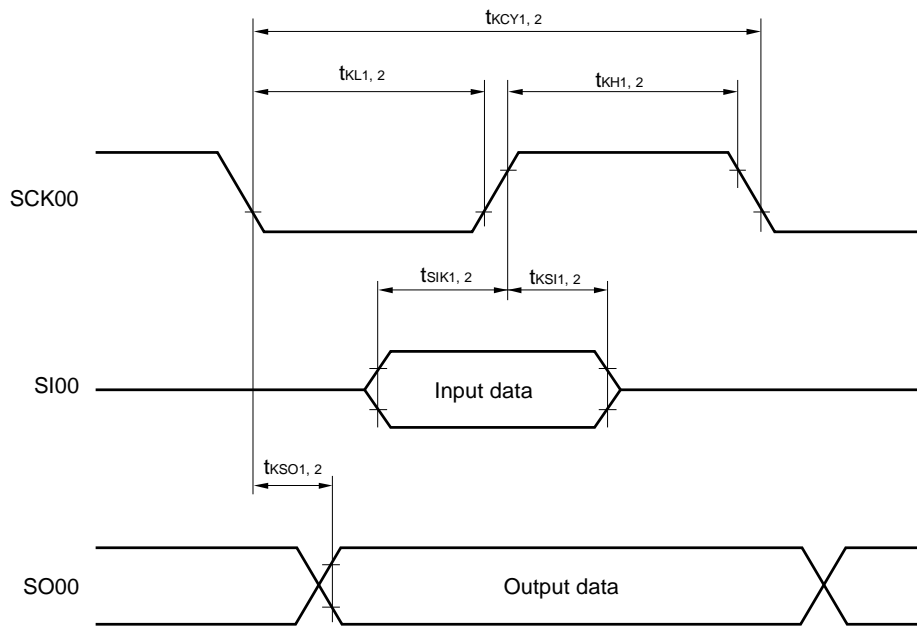 tKCY1, 2
tKL1, 2
tKH1, 2
SCK00
tSIK1, 2
tKSI1, 2
SI00
Input data
tKSO1, 2
SO00
Output data